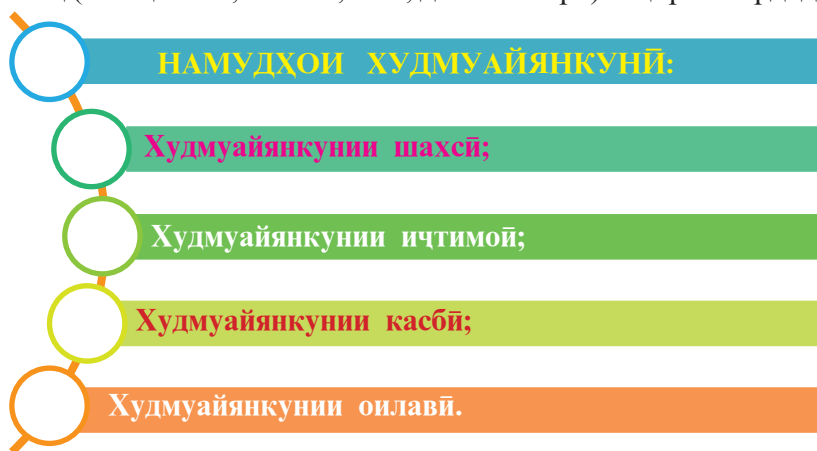 НАМУДҲОИ ХУДМУАЙЯНКУНӢ:
Худмуайянкунии шахсӣ;
Худмуайянкунии иҷтимоӣ;
Худмуайянкунии касбӣ;
Худмуайянкунии оилавӣ.